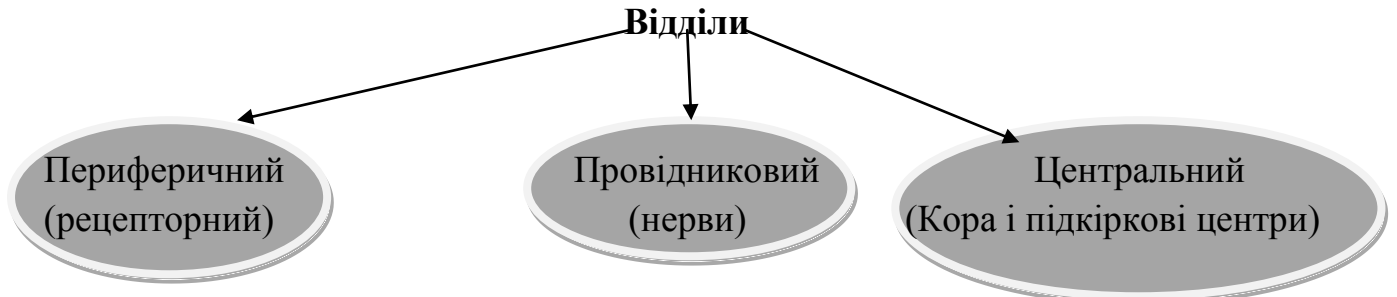 Відділи
Периферичний
(рецепторний)
Провідниковий
(нерви)
Центральний
(Кора і підкіркові центри)